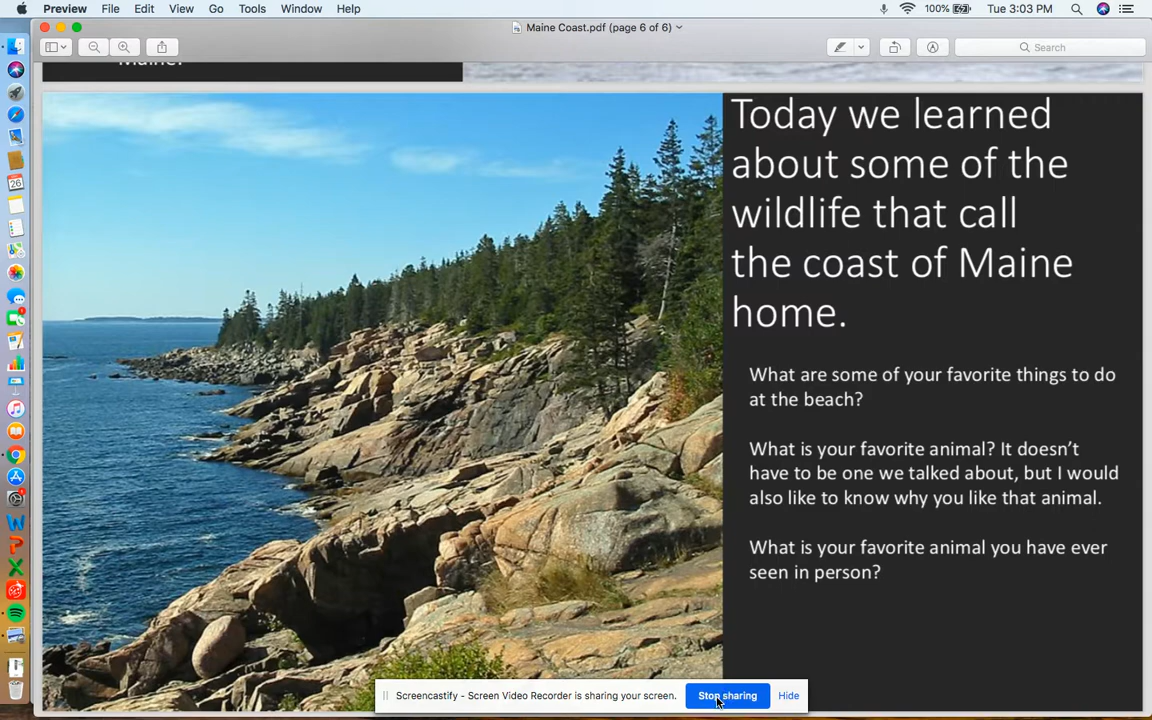 Preview File Edit View Go Tools Window Help 100% Tue 3:03 PM
Maine Coast.pdf (page 6 of 6)
Search
Maine?
Today we learned
about some of the
wildlife that call
the coast of Maine
home.
What are some of your favorite things to do
at the beach?
What is your favorite animal? It doesn't
have to be one we talked about, but I would
also like to know why you like that animal.
What is your favorite animal you have ever
seen in person?
26
Screencastify - Screen Video Recorder is sharing your screen. Stop sharing Hide